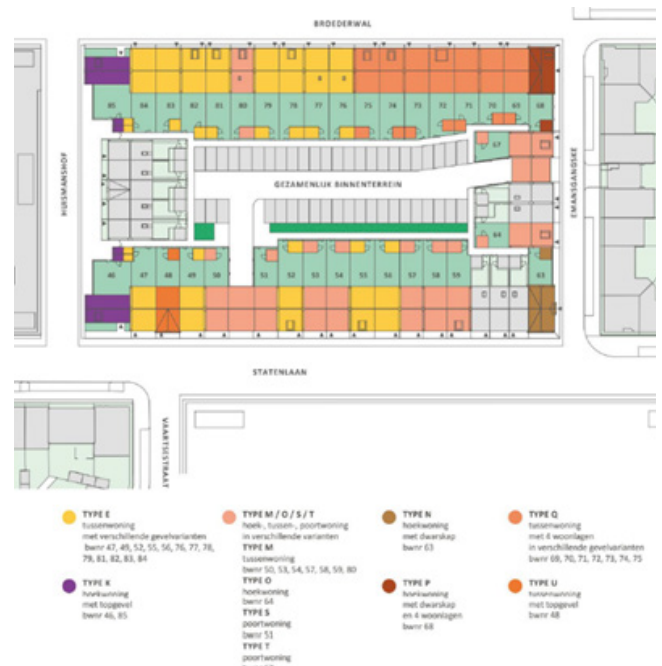 BROEDERWAL
85 84 83 82 81 80 79 78 77 76 75 74 73 72 71 70 69 68
67
HUISMANSHOF
GEZAMENLIJK BINNENTERREIN
EMANSGANGSKE
64
46 47 48 49 50 51 52 53 54 55 56 57 58 59 63
STATENLAAN
VAARTSESTRAAT
TYPE E
tussenwoning
met verschillende gevelvarianten
bwnr 47, 49, 52, 55, 56, 76, 77, 78,
79, 81, 82, 83, 84
TYPE K
hoekwoning
met topgevel
bwnr 46, 85
TYPE M / O / S / T
hoek-, tussen-, poortwoning
in verschillende varianten
TYPE M
tussenwoning
bwnr 50, 53, 54, 57, 58, 59, 80
TYPE O
hoekwoning
bwnr 64
TYPE S
poortwoning
bwnr 51
TYPE T
poortwoning
TYPE N
hoekwoning
met dwarskap
bwnr 63
TYPE P
hoekwoning
met dwarskap
en 4 woonlagen
bwnr 68
TYPE Q
tussenwoning
met 4 woonlagen
in verschillende gevelvarianten
bwnr 69, 70, 71, 72, 73, 74, 75
TYPE U
tussenwoning
met topgevel
bwnr 48